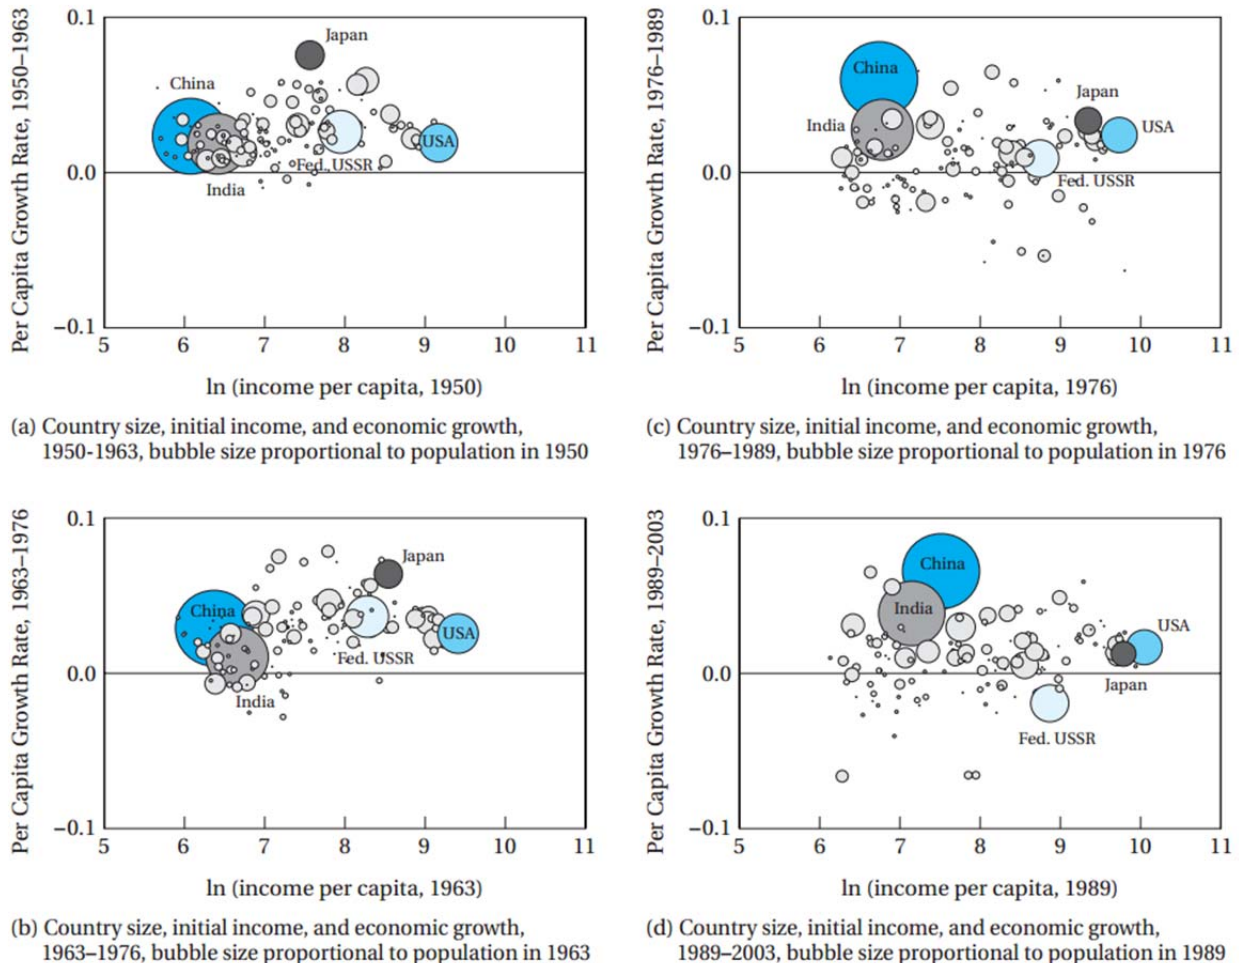 Per Capita Growth Rate, 1950–1963
0.1
0.0
−0.1
China
Japan
USA
Fed. USSR
India
5 6 7 8 9 10 11
ln (income per capita, 1950)
(a) Country size, initial income, and economic growth,
1950-1963, bubble size proportional to population in 1950
Per Capita Growth Rate, 1976–1989
0.1
0.0
−0.1
China
India
Japan
USA
Fed. USSR
5 6 7 8 9 10 11
ln (income per capita, 1976)
(c) Country size, initial income, and economic growth,
1976–1989, bubble size proportional to population in 1976
Per Capita Growth Rate, 1963–1976
0.1
0.0
−0.1
China
Japan
USA
Fed. USSR
India
5 6 7 8 9 10 11
ln (income per capita, 1963)
(b) Country size, initial income, and economic growth,
1963–1976, bubble size proportional to population in 1963
Per Capita Growth Rate, 1989–2003
0.1
0.0
−0.1
China
India
USA
Japan
Fed. USSR
5 6 7 8 9 10 11
ln (income per capita, 1989)
(d) Country size, initial income, and economic growth,
1989–2003, bubble size proportional to population in 1989